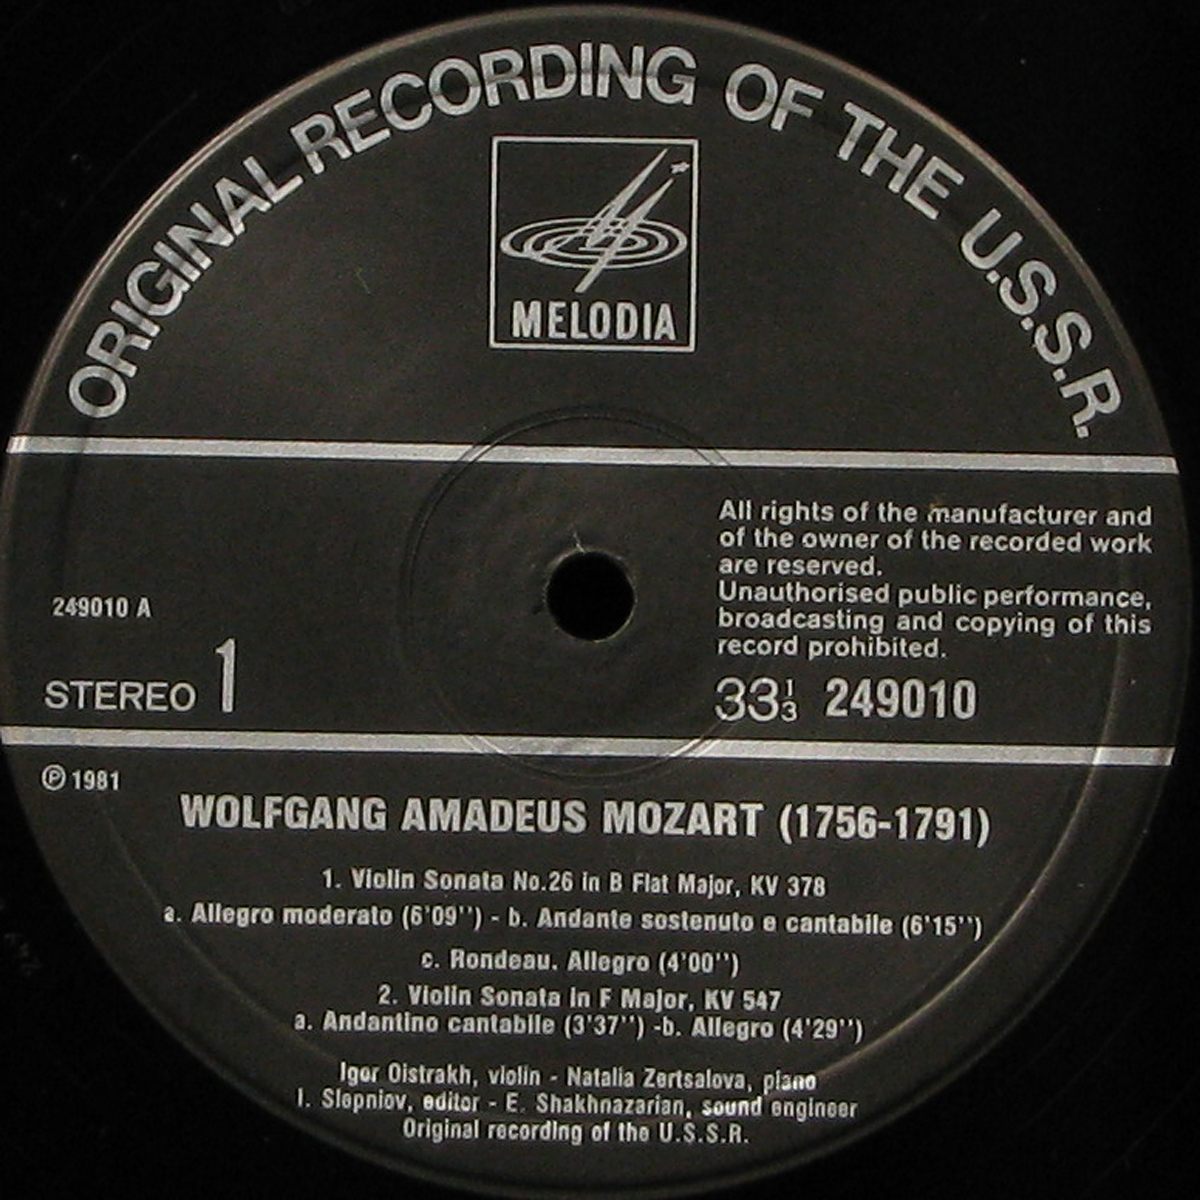 ORIGINAL RECORDING OF THE U.S.S.R.
MELODIA
All rights of the manufacturer and
of the owner of the recorded work
are reserved.
Unauthorised public performance,
broadcasting and copying of this
record prohibited.
249010 A
STEREO 1
33 1/3 249010
℗ 1981
WOLFGANG AMADEUS MOZART (1756-1791)
1. Violin Sonata No.26 in B Flat Major, KV 378
a. Allegro moderato (6'09'') - b. Andante sostenuto e cantabile (6'15'')
c. Rondeau. Allegro (4'00'')
2. Violin Sonata in F Major, KV 547
a. Andantino cantabile (3'37'') -b. Allegro (4'29'')
Igor Oistrakh, violin - Natalia Zertsalova, piano
I. Slepniov, editor - E. Shakhnazarian, sound engineer
Original recording of the U.S.S.R.